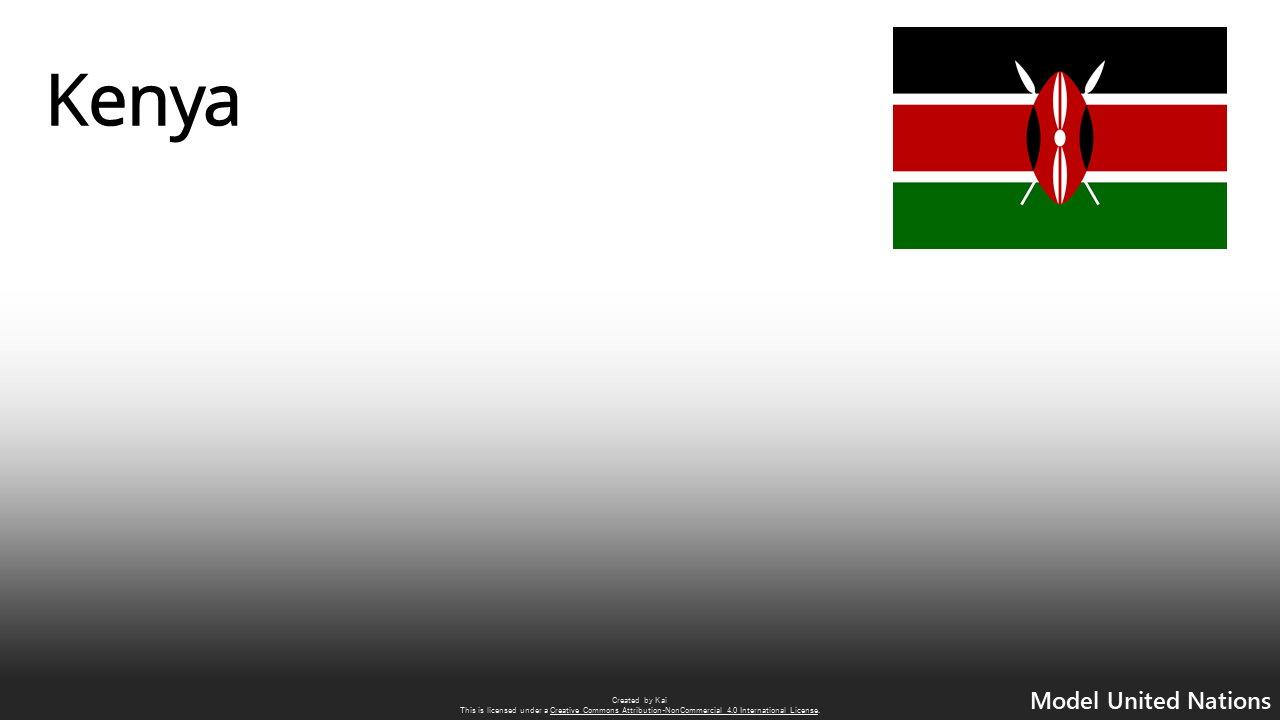 Kenya
Created by Kai
This is licensed under a Creative Commons Attribution-NonCommercial 4.0 International License.
Model United Nations